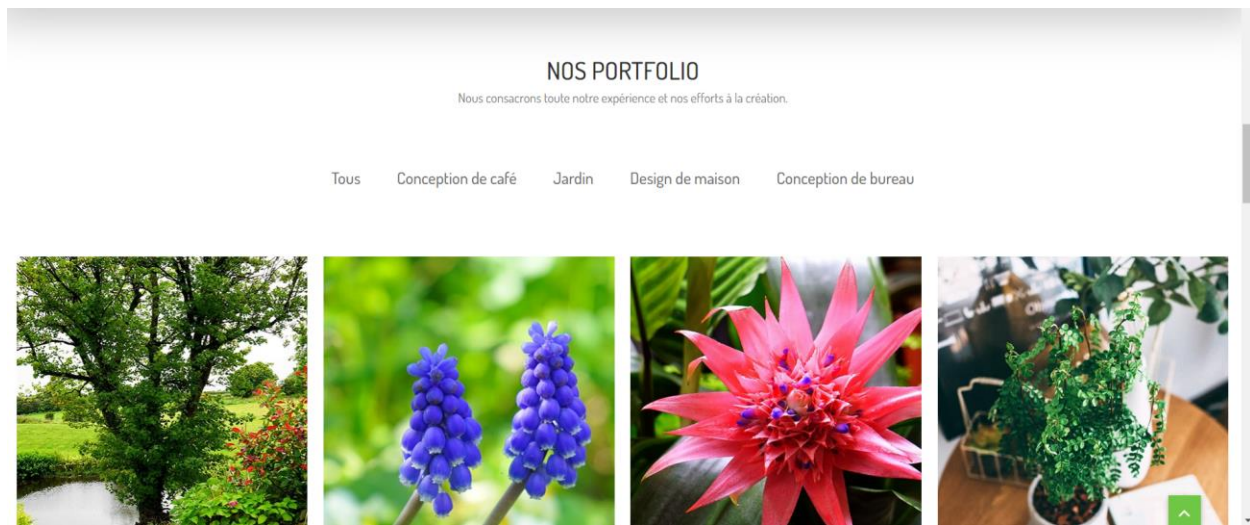 NOS PORTFOLIO
Nous consacrons toute notre expérience et nos efforts à la création.
Tous Conception de café Jardin Design de maison Conception de bureau